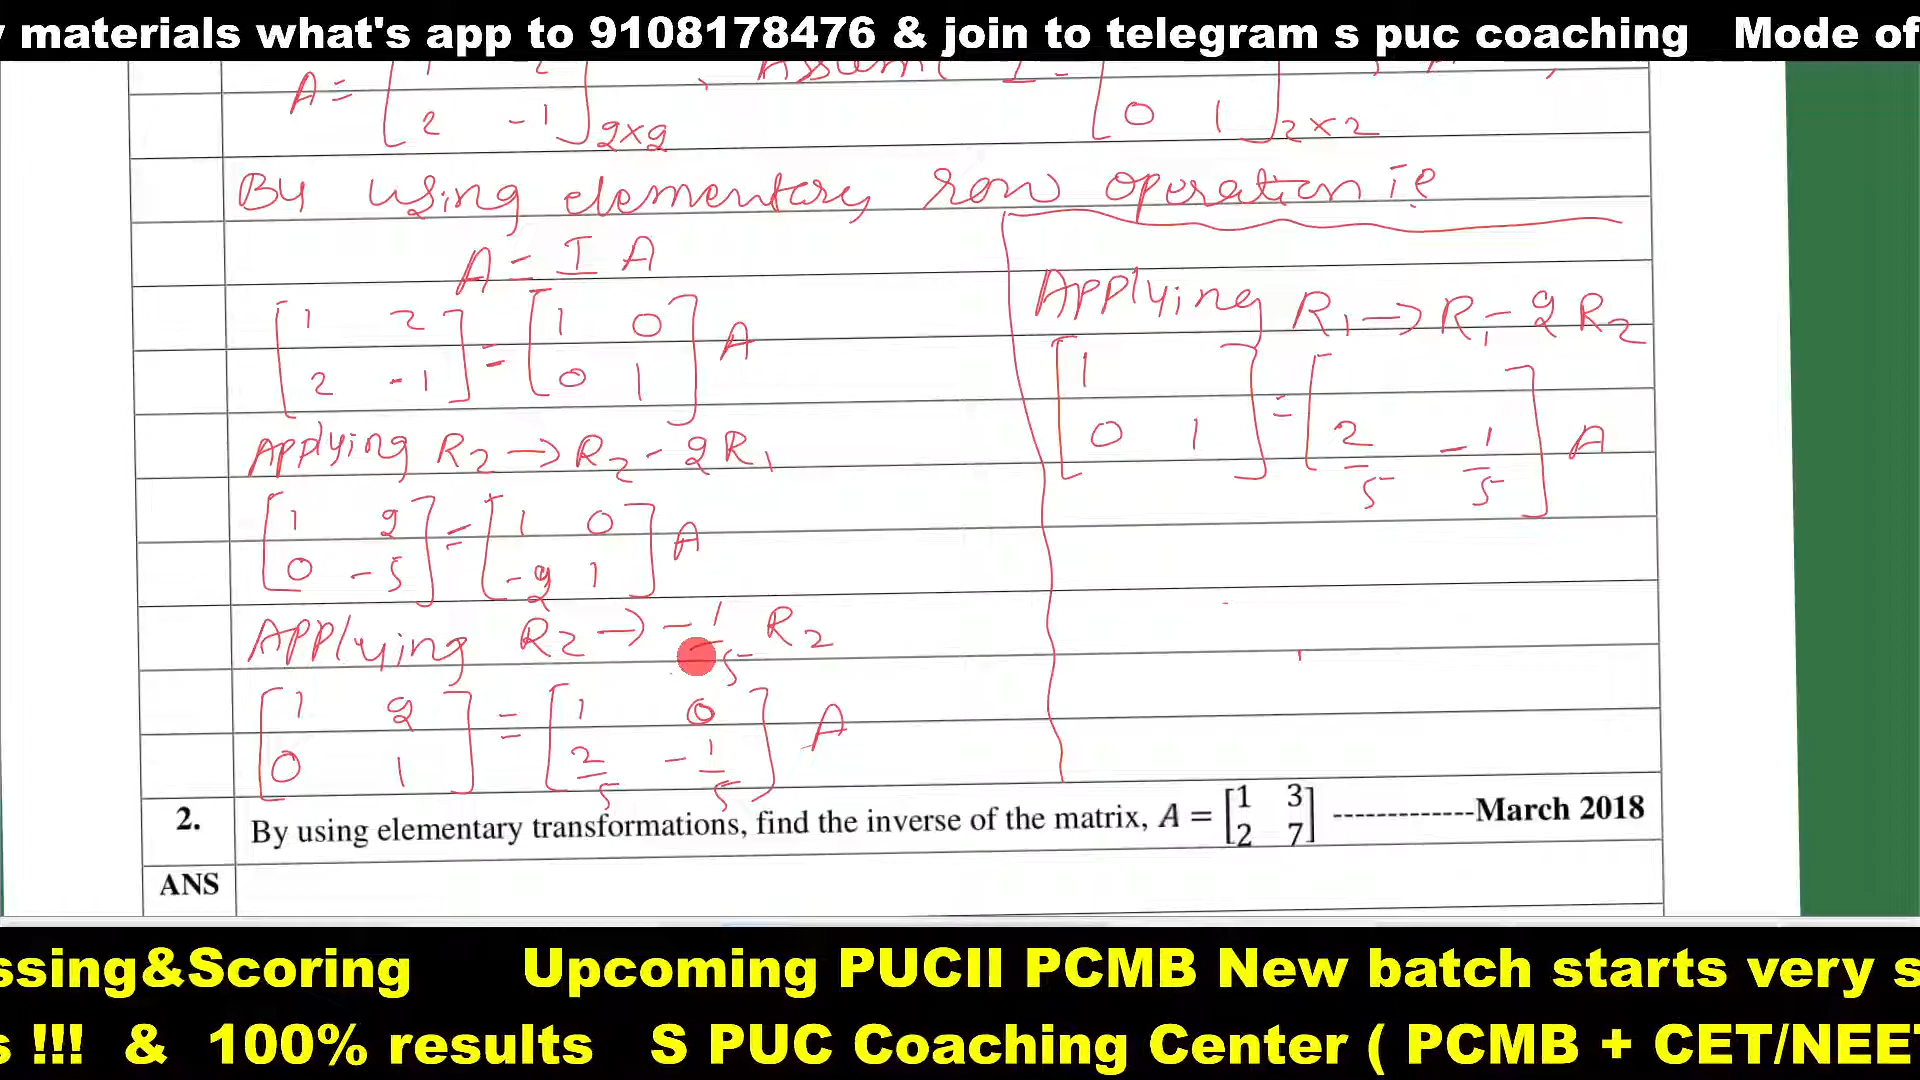 materials what's app to 9108178476 & join to telegram s puc coaching Mode of
A =
2 -1 2×2
0 1 2×2
By using elementary row operation i.e
A = I A
[1 2] = [1 0] A
[2 -1] [0 1]
Applying R2 → R2 - 2R1
[1 2] = [1 0] A
[0 -5] [-2 1]
Applying R2 → -1/5 R2
[1 2] = [1 0] A
[0 1] [2/5 -1/5]
Applying R1 → R1 - 2R2
[1 ] = [ ] A
[0 1] [2/5 -1/5]
2. By using elementary transformations, find the inverse of the matrix, A = [1 3 2 7] -------------March 2018
ANS
ssing&Scoring Upcoming PUCII PCMB New batch starts very s
s !!! & 100% results S PUC Coaching Center ( PCMB + CET/NEET